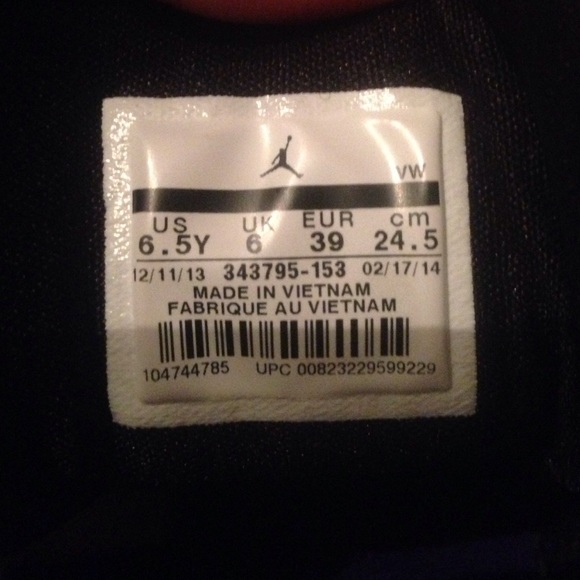 VW
US UK EUR cm
6.5Y 6 39 24.5
12/11/13 343795-153 02/17/14
MADE IN VIETNAM
FABRIQUE AU VIETNAM
104744785 UPC 00823229599229